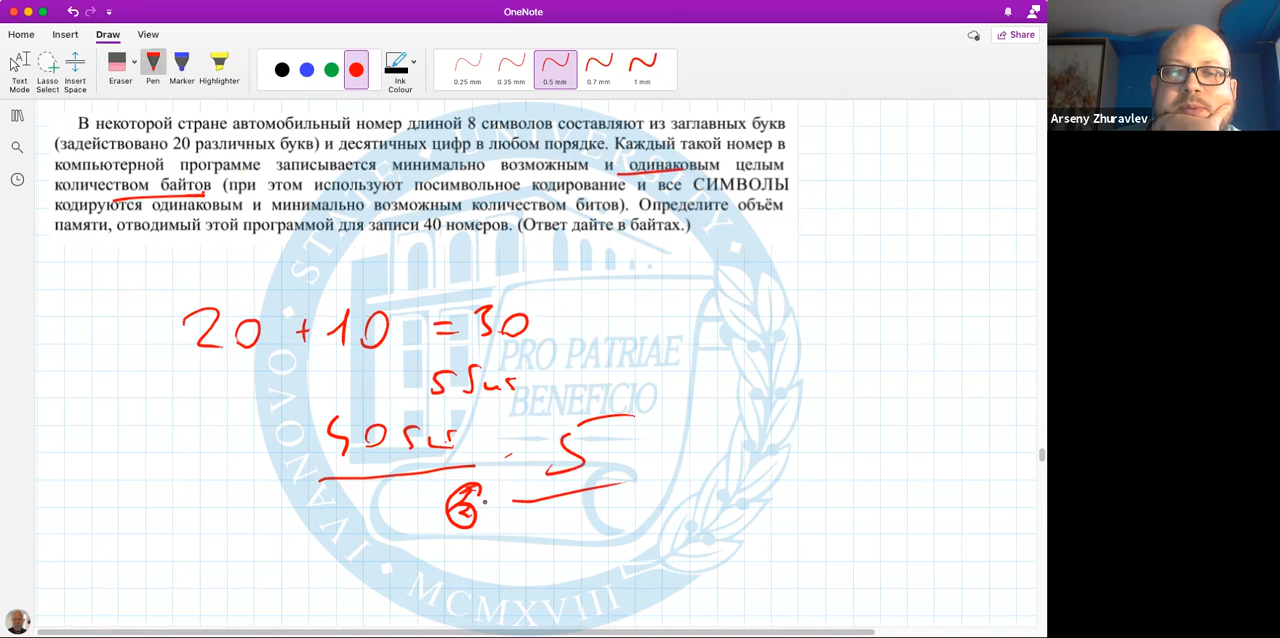 OneNote
Home Insert Draw View
Share
Text Mode
Lasso Select
Insert Space
Eraser
Pen
Marker
Highlighter
Ink Colour
0.25 mm
0.35 mm
0.5 mm
0.7 mm
1 mm
Arseny Zhuravlev
В некоторой стране автомобильный номер длиной 8 символов составляют из заглавных букв
(задействовано 20 различных букв) и десятичных цифр в любом порядке. Каждый такой номер в
компьютерной программе записывается минимально возможным и одинаковым целым
количеством байтов (при этом используют посимвольное кодирование и все СИМВОЛЫ
кодируются одинаковым и минимально возможным количеством битов). Определите объём
памяти, отводимый этой программой для записи 40 номеров. (Ответ дайте в байтах.)
20 + 10 = 30
5 бит
40 бит
5
IVANOVO STATE UNIVERSITY
PRO PATRIAE
BENEFICIO
MCMXVIII